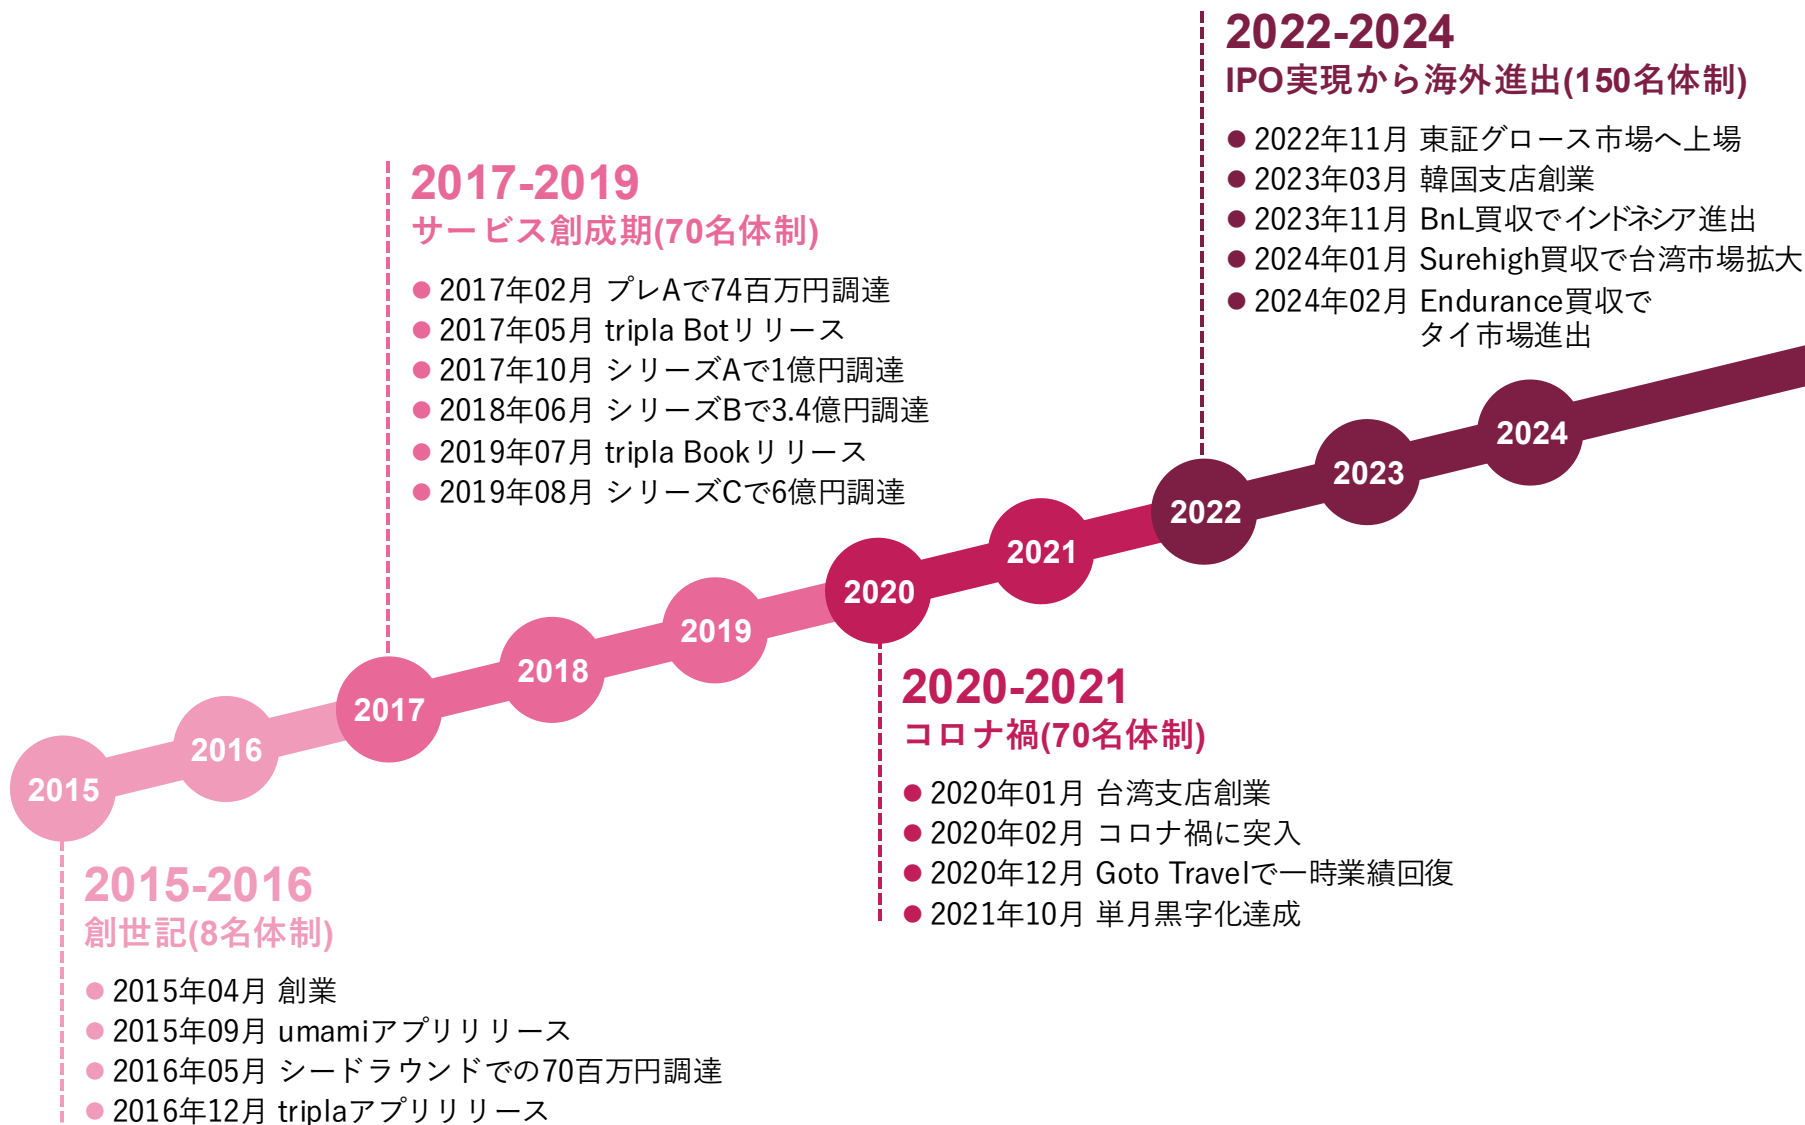 2022-2024
IPO実現から海外進出(150名体制)
2022年11月 東証グロース市場へ上場
2023年03月 韓国支店創業
2023年11月 BnL買収でインドネシア進出
2024年01月 Surehigh買収で台湾市場拡大
2024年02月 Endurance買収で
タイ市場進出
2017-2019
サービス創成期(70名体制)
2017年02月 プレAで74百万円調達
2017年05月 tripla Botリリース
2017年10月 シリーズAで1億円調達
2018年06月 シリーズBで3.4億円調達
2019年07月 tripla Bookリリース
2019年08月 シリーズCで6億円調達
2015
2016
2017
2018
2019
2020
2021
2022
2023
2024
2020-2021
コロナ禍(70名体制)
2020年01月 台湾支店創業
2020年02月 コロナ禍に突入
2020年12月 Goto Travelで一時業績回復
2021年10月 単月黒字化達成
2015-2016
創世記(8名体制)
2015年04月 創業
2015年09月 umamiアプリリリース
2016年05月 シードラウンドでの70百万円調達
2016年12月 triplaアプリリリース